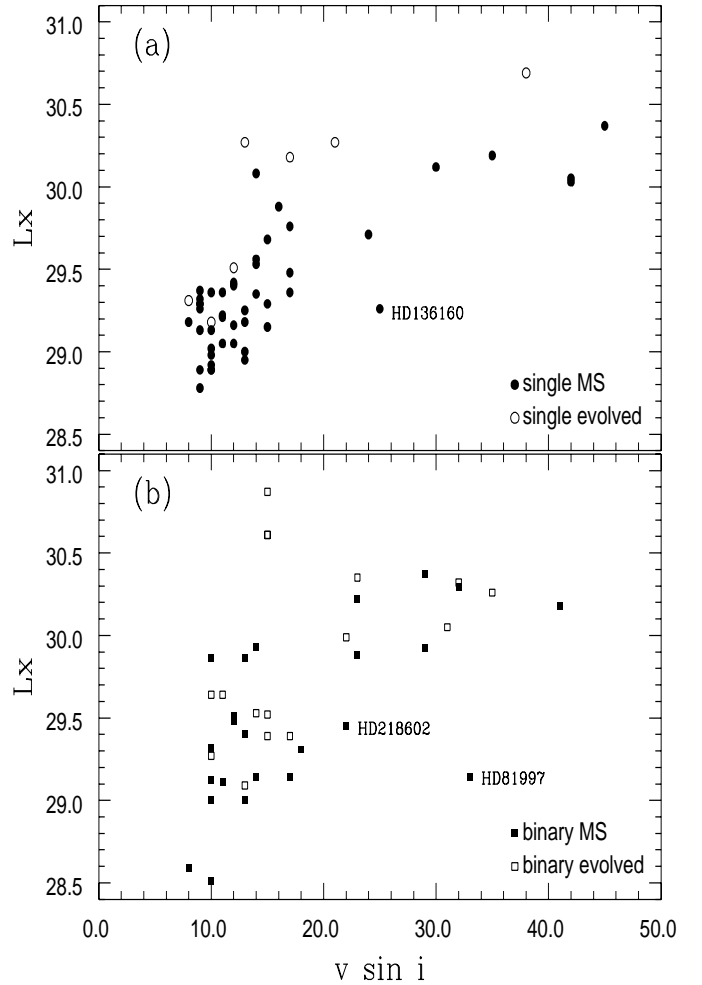 31.0
(a)
30.5
30.0
Lx
29.5
HD136160
29.0
single MS
single evolved
28.5
31.0
(b)
30.5
30.0
Lx
29.5
HD218602
HD81997
29.0
binary MS
binary evolved
28.5
0.0 10.0 20.0 30.0 40.0 50.0
v sin i